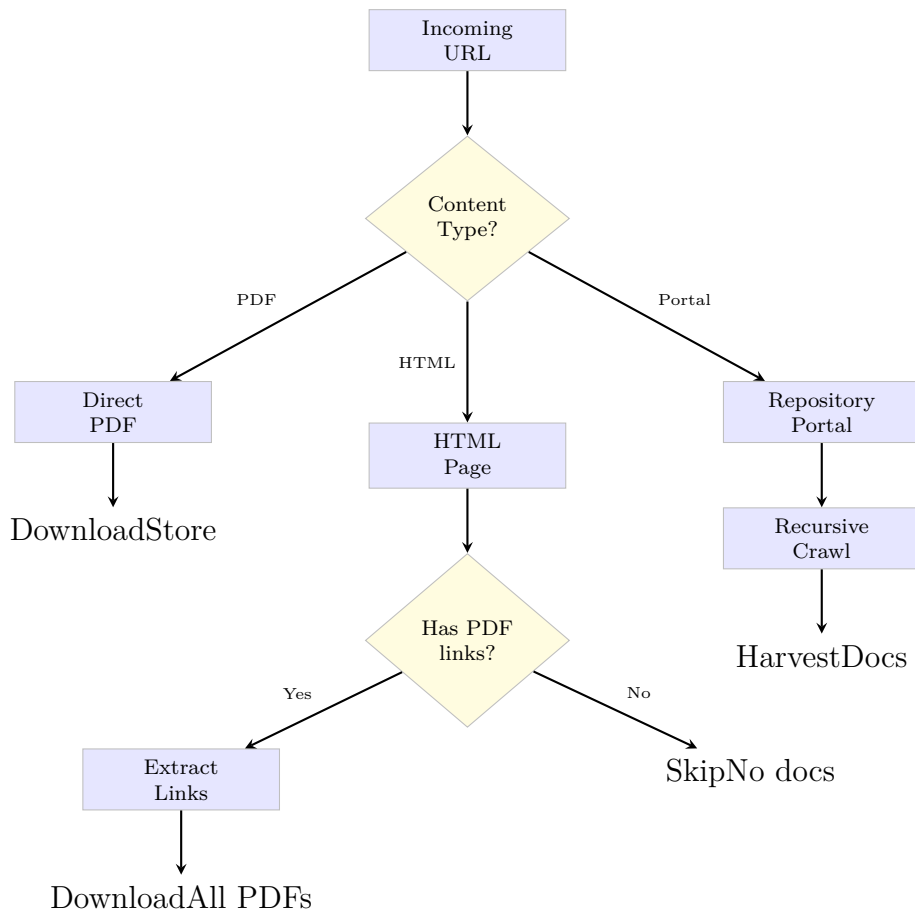 Incoming
URL
Content
Type?
PDF
Portal
HTML
Direct
PDF
Repository
Portal
HTML
Page
DownloadStore
Recursive
Crawl
Has PDF
links?
HarvestDocs
Yes
No
Extract
Links
SkipNo docs
DownloadAll PDFs